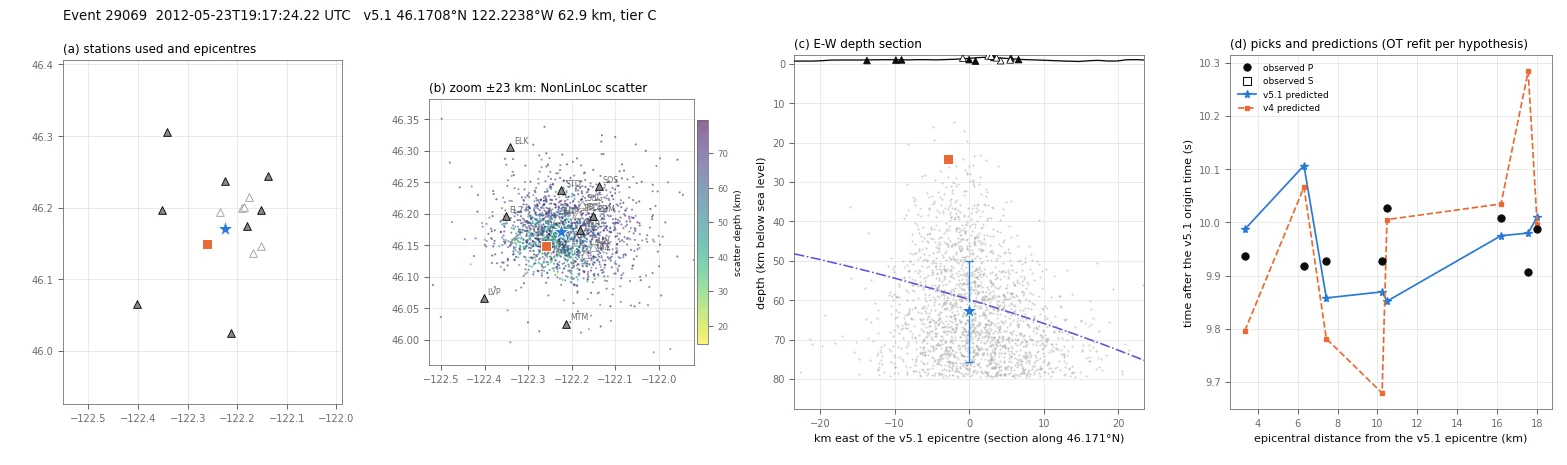 Event 29069  2012-05-23T19:17:24.22 UTC   v5.1 46.1708°N 122.2238°W 62.9 km, tier C
(a) stations used and epicentres
46.4
46.3
46.2
46.1
46.0
−122.5 −122.4 −122.3 −122.2 −122.1 −122.0
(b) zoom ±23 km: NonLinLoc scatter
46.35
46.30
46.25
46.20
46.15
46.10
46.05
46.00
−122.5 −122.4 −122.3 −122.2 −122.1 −122.0
ELK
SOS
LVP
MTM
70
60
50
40
30
20
scatter depth (km)
(c) E-W depth section
0
10
20
30
40
50
60
70
80
depth (km below sea level)
−20 −10 0 10 20
km east of the v5.1 epicentre (section along 46.171°N)
(d) picks and predictions (OT refit per hypothesis)
observed P
observed S
v5.1 predicted
v4 predicted
10.3
10.2
10.1
10.0
9.9
9.8
9.7
time after the v5.1 origin time (s)
4 6 8 10 12 14 16 18
epicentral distance from the v5.1 epicentre (km)